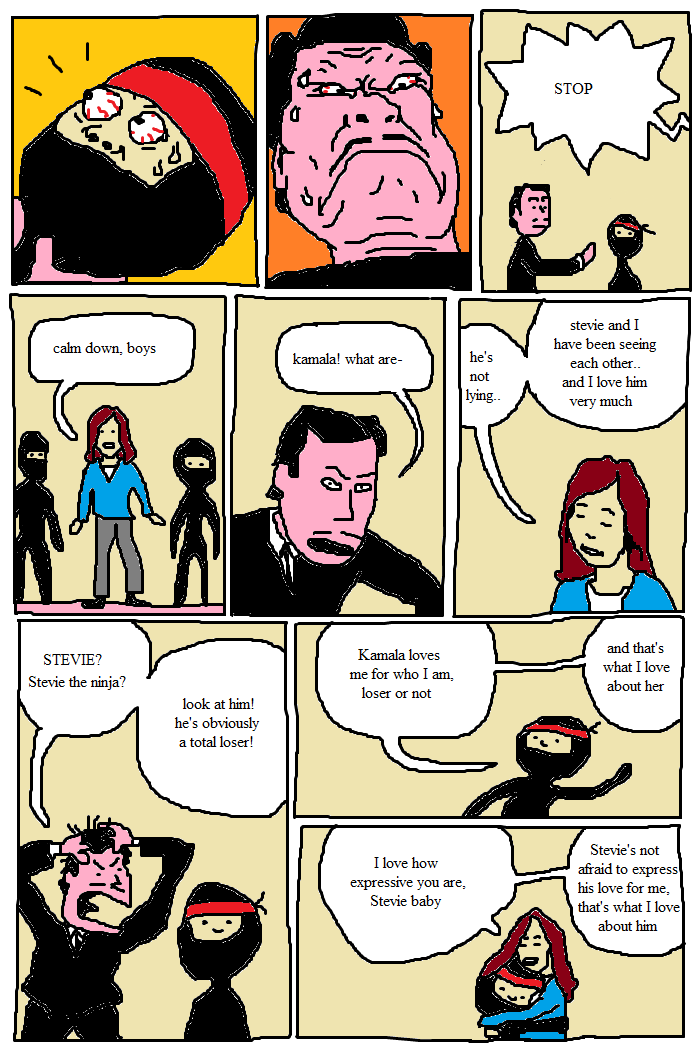 STOP
calm down, boys
kamala! what are-
he's
not
lying..
stevie and I
have been seeing
each other..
and I love him
very much
STEVIE?
Stevie the ninja?
look at him!
he's obviously
a total loser!
Kamala loves
me for who I am,
loser or not
and that's
what I love
about her
I love how
expressive you are,
Stevie baby
Stevie's not
afraid to express
his love for me,
that's what I love
about him